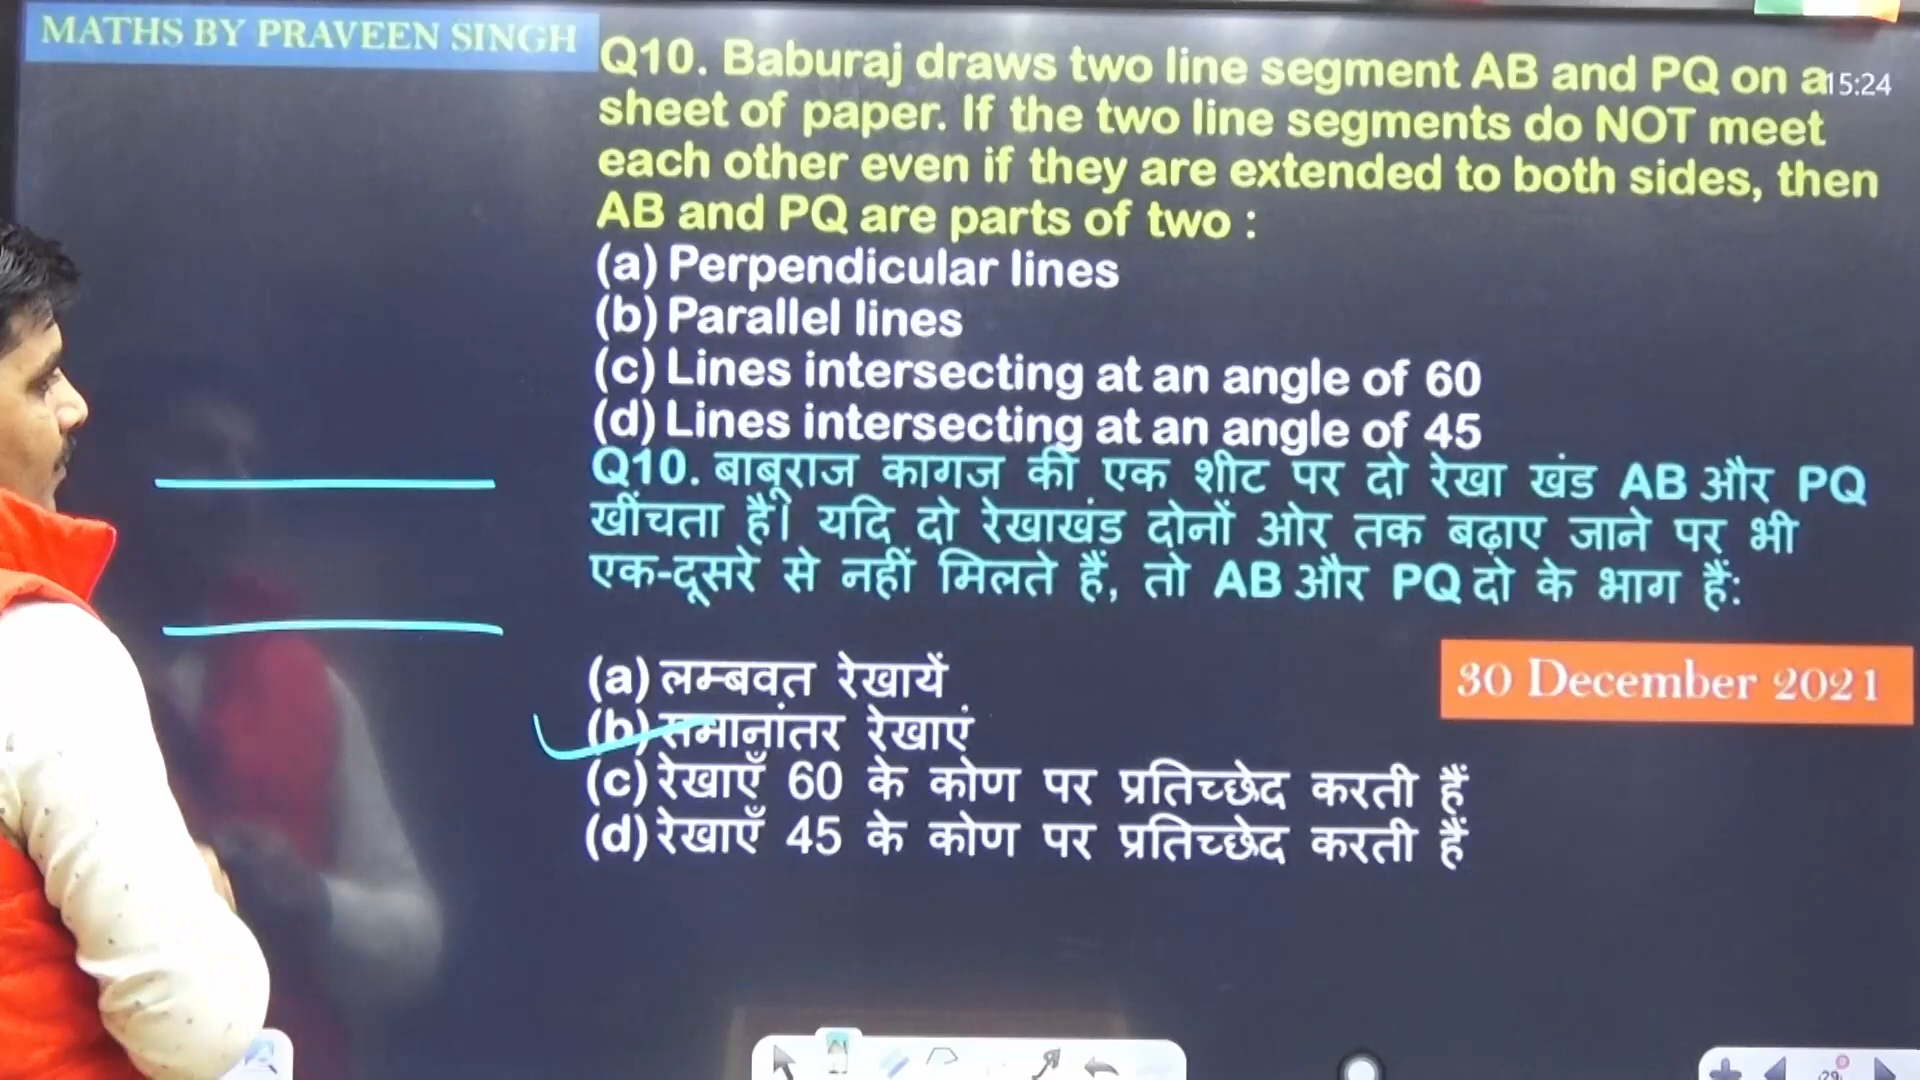 MATHS BY PRAVEEN SINGH
Q10. Baburaj draws two line segment AB and PQ on a
15:24
sheet of paper. If the two line segments do NOT meet
each other even if they are extended to both sides, then
AB and PQ are parts of two :
(a) Perpendicular lines
(b) Parallel lines
(c) Lines intersecting at an angle of 60
(d) Lines intersecting at an angle of 45
Q10. बाबूराज कागज की एक शीट पर दो रेखा खंड AB और PQ
खींचता है। यदि दो रेखाखंड दोनों ओर तक बढ़ाए जाने पर भी
एक-दूसरे से नहीं मिलते हैं, तो AB और PQ दो के भाग हैं:
(a) लम्बवत रेखायें
30 December 2021
(b) समानांतर रेखाएं
(c) रेखाएँ 60 के कोण पर प्रतिच्छेद करती हैं
(d) रेखाएँ 45 के कोण पर प्रतिच्छेद करती हैं
29